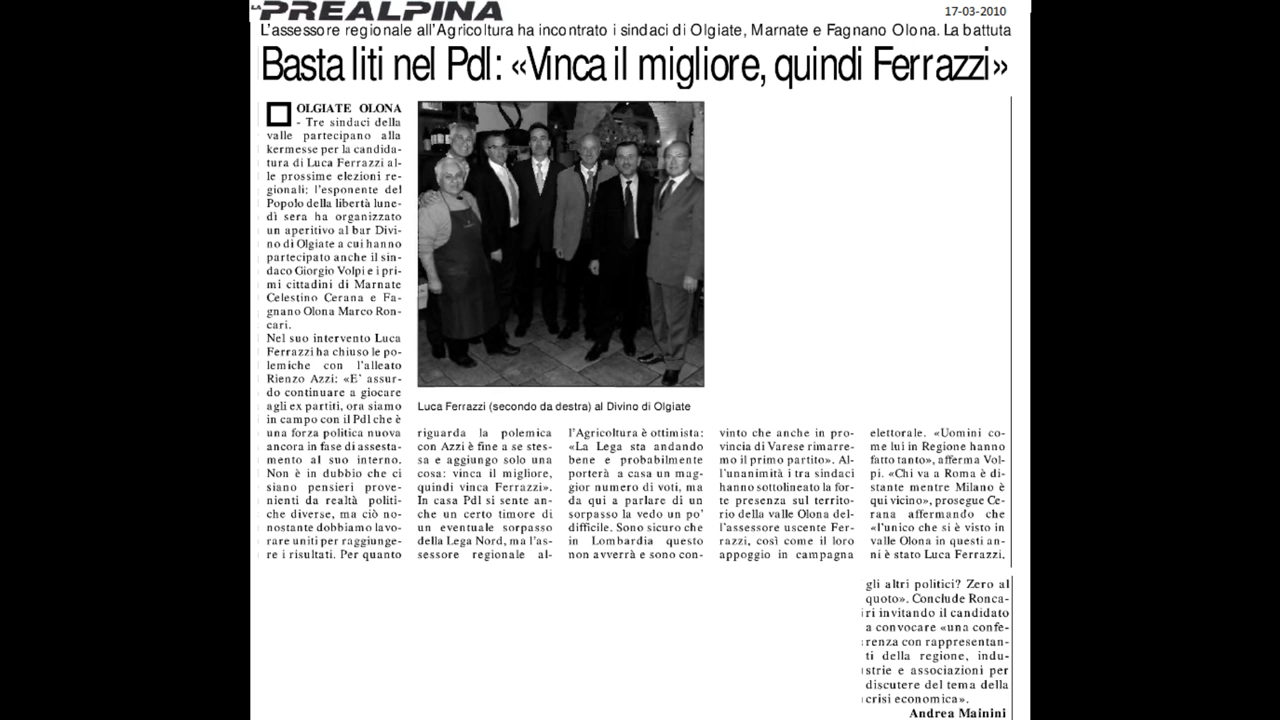 LA PREALPINA
17-03-2010
L'assessore regionale all'Agricoltura ha incontrato i sindaci di Olgiate, Marnate e Fagnano Olona. La battuta
Basta liti nel Pdl: «Vinca il migliore, quindi Ferrazzi»
OLGIATE OLONA
- Tre sindaci della
valle partecipano alla
kermesse per la candida-
tura di Luca Ferrazzi al-
le prossime elezioni re-
gionali: l'esponente del
Popolo della libertà lune-
dì sera ha organizzato
un aperitivo al bar Divi-
no di Olgiate a cui hanno
partecipato anche il sin-
daco Giorgio Volpi e i pri-
mi cittadini di Marnate
Celestino Cerana e Fa-
gnano Olona Marco Ron-
cari.
Nel suo intervento Luca
Ferrazzi ha chiuso le po-
lemiche con l'alleato
Rienzo Azzi: «E' assur-
do continuare a giocare
agli ex partiti, ora siamo
in campo con il Pdl che è
una forza politica nuova
ancora in fase di assesta-
mento al suo interno.
Non è in dubbio che ci
siano pensieri prove-
nienti da realtà politi-
che diverse, ma ciò no-
nostante dobbiamo lavo-
rare uniti per raggiunge-
re i risultati. Per quanto
Luca Ferrazzi (secondo da destra) al Divino di Olgiate
riguarda la polemica
con Azzi è fine a se stes-
sa e aggiungo solo una
cosa: vinca il migliore,
quindi vinca Ferrazzi».
In casa Pdl si sente an-
che un certo timore di
un eventuale sorpasso
della Lega Nord, ma l'as-
sessore regionale al-
l'Agricoltura è ottimista:
«La Lega sta andando
bene e probabilmente
porterà a casa un mag-
gior numero di voti, ma
da qui a parlare di un
sorpasso la vedo un po'
difficile. Sono sicuro che
in Lombardia questo
non avverrà e sono con-
vinto che anche in pro-
vincia di Varese rimarre-
mo il primo partito». Al-
l'unanimità i tra sindaci
hanno sottolineato la for-
te presenza sul territo-
rio della valle Olona del-
l'assessore uscente Fer-
razzi, così come il loro
appoggio in campagna
elettorale. «Uomini co-
me lui in Regione hanno
fatto tanto», afferma Vol-
pi. «Chi va a Roma è di-
stante mentre Milano è
qui vicino», prosegue Ce-
rana affermando che
«l'unico che si è visto in
valle Olona in questi an-
ni è stato Luca Ferrazzi,
gli altri politici? Zero al
quoto». Conclude Ronca-
ri invitando il candidato
a convocare «una confe-
renza con rappresentan-
ti della regione, indu-
strie e associazioni per
discutere del tema della
crisi economica».
Andrea Mainini